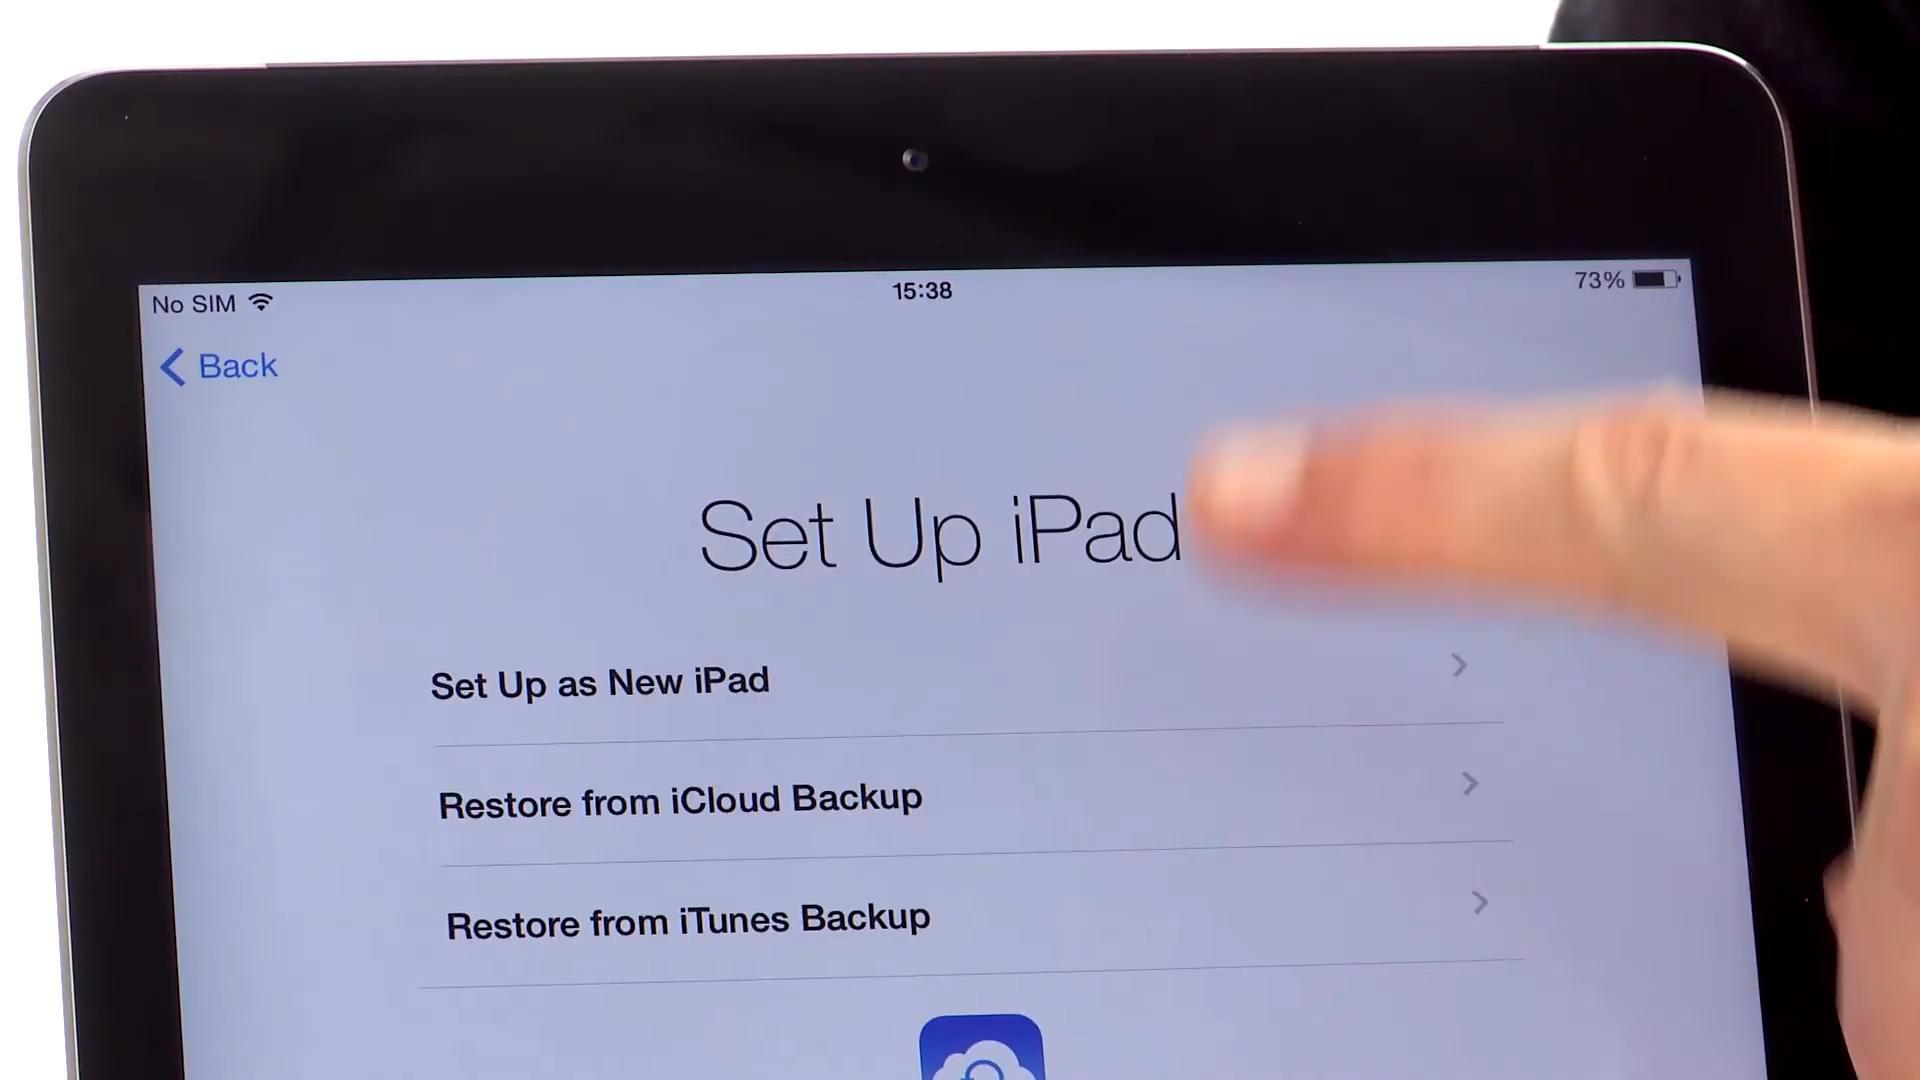 No SIM
15:38
73%
Back
Set Up iPad
Set Up as New iPad
Restore from iCloud Backup
Restore from iTunes Backup